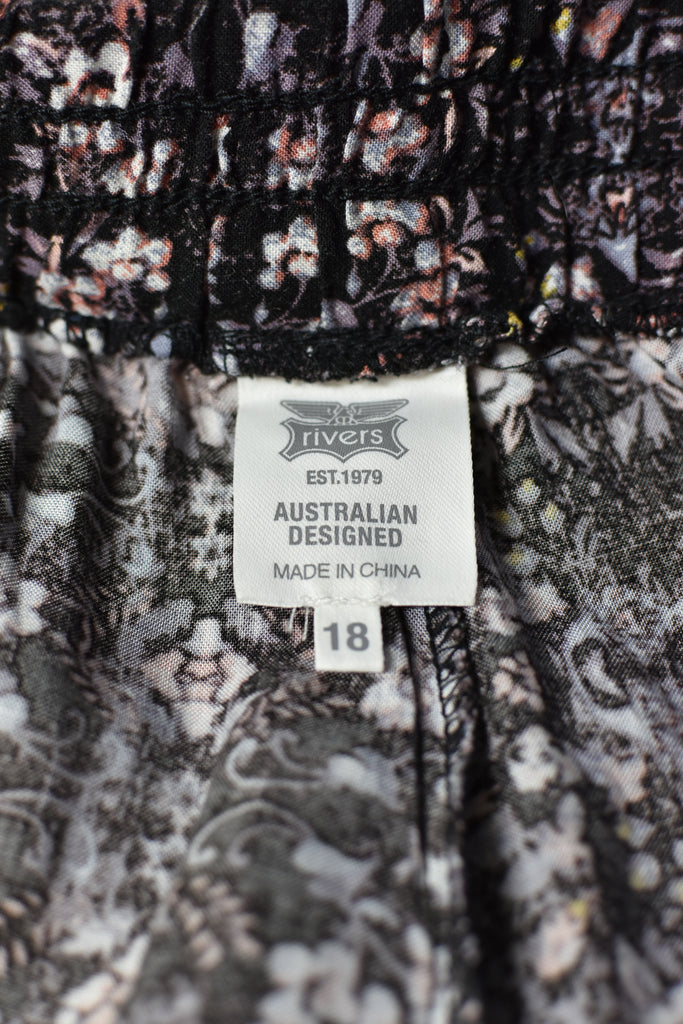 rivers
EST.1979
AUSTRALIAN
DESIGNED
MADE IN CHINA
18